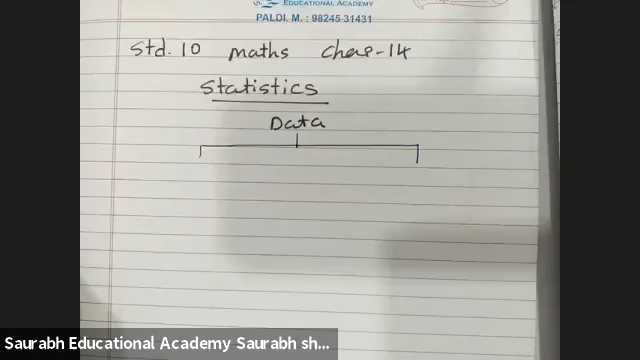 EDUCATIONAL ACADEMY
PALDI. M. : 98245 31431
Std. 10 maths chap-14
Statistics
Data
Saurabh Educational Academy Saurabh sh...